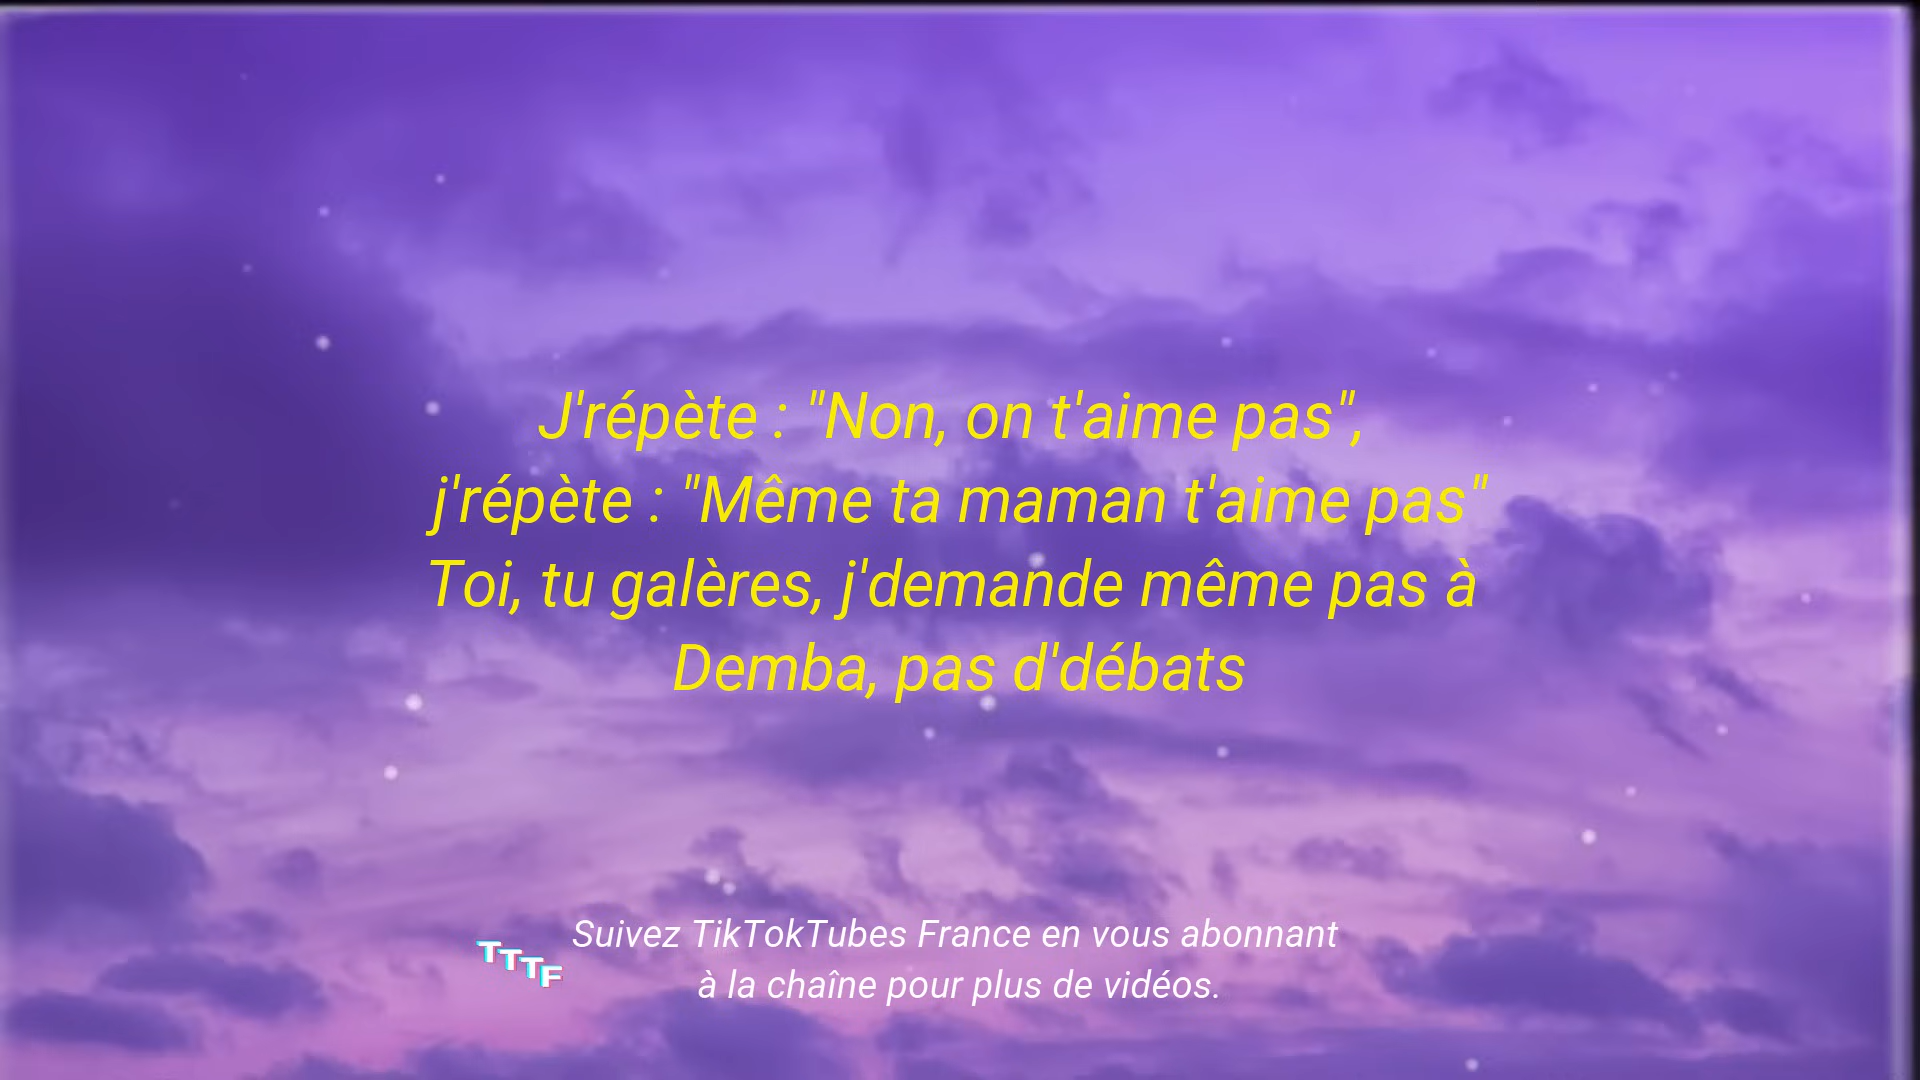 J'répète : "Non, on t'aime pas",
j'répète : "Même ta maman t'aime pas"
Toi, tu galères, j'demande même pas à
Demba, pas d'débats
Suivez TikTokTubes France en vous abonnant
à la chaîne pour plus de vidéos.
TTTF